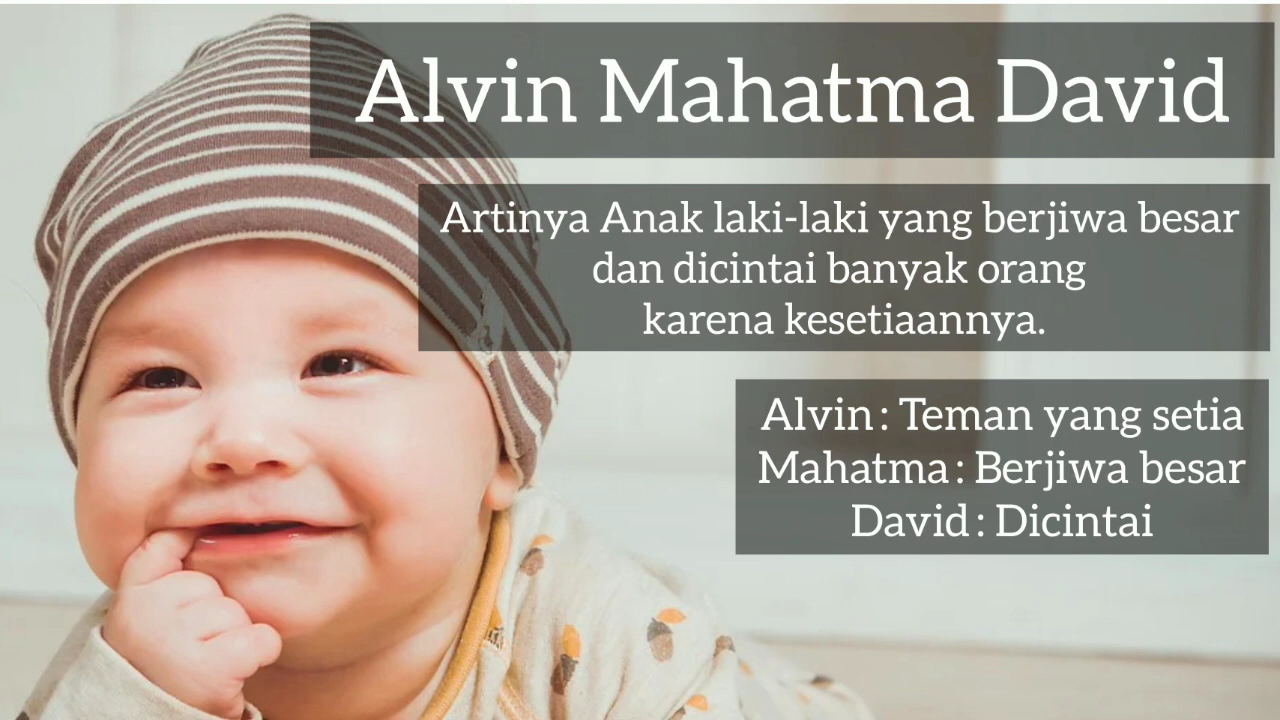 Alvin Mahatma David
Artinya Anak laki-laki yang berjiwa besar
dan dicintai banyak orang
karena kesetiaannya.
Alvin : Teman yang setia
Mahatma : Berjiwa besar
David : Dicintai